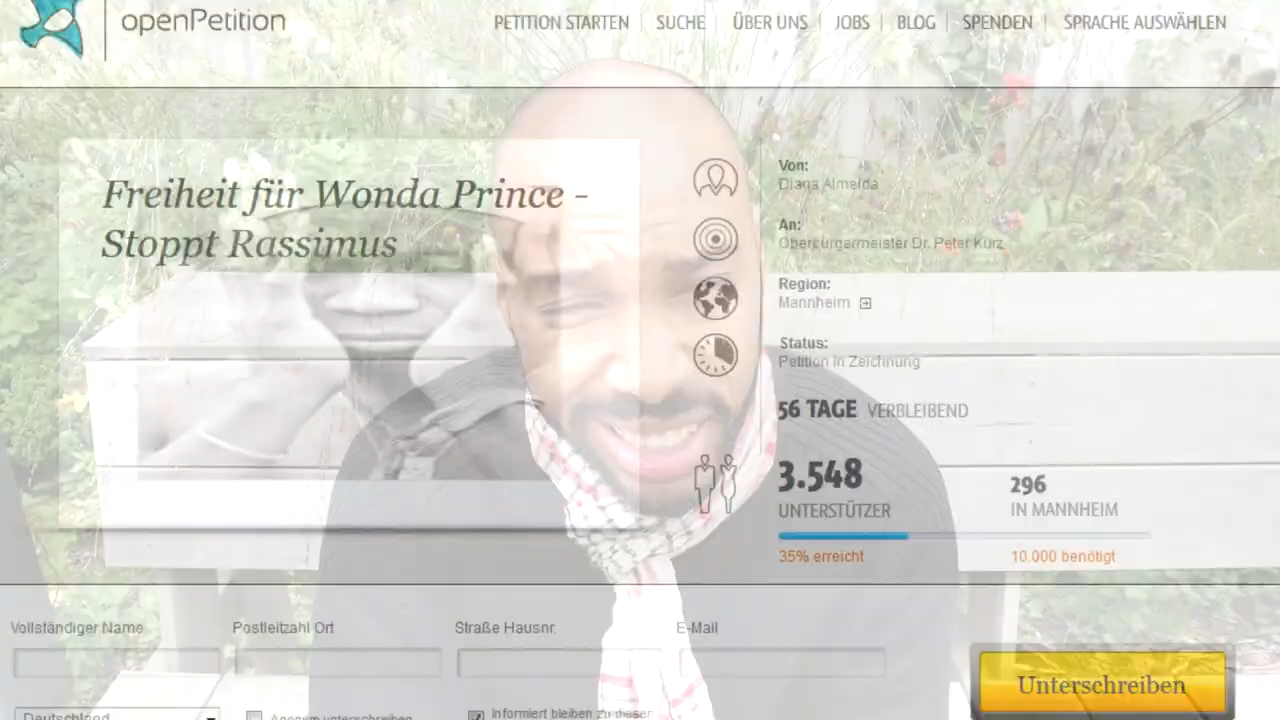 openPetition
PETITION STARTEN | SUCHE | ÜBER UNS | JOBS | BLOG | SPENDEN | SPRACHE AUSWÄHLEN
Freiheit für Wonda Prince -
Stoppt Rassimus
Von:
Diana Almeida
An:
Oberbürgermeister Dr. Peter Kurz
Region:
Mannheim
Status:
Petition in Zeichnung
56 TAGE VERBLEIBEND
3.548
UNTERSTÜTZER
296
IN MANNHEIM
35% erreicht
10.000 benötigt
Vollständiger Name
Postleitzahl Ort
Straße Hausnr.
E-Mail
Unterschreiben
Deutschland
Anonym unterschreiben
Informiert bleiben zu dieser